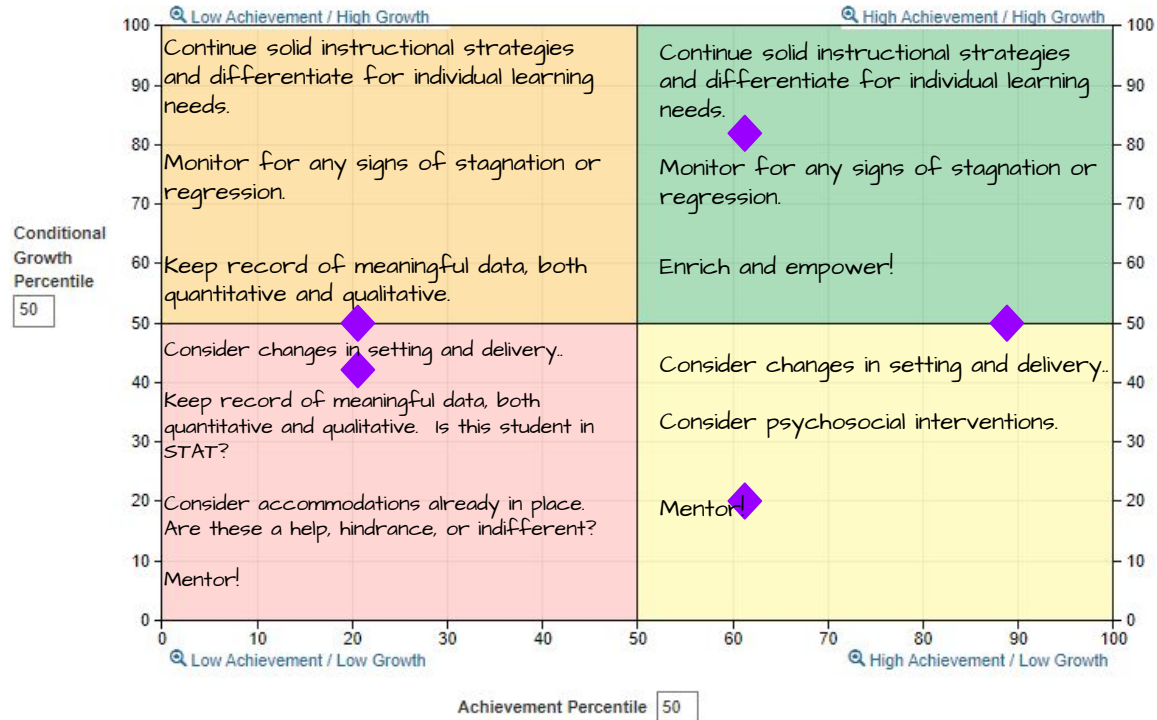 Low Achievement / High Growth
High Achievement / High Growth
100
90
80
70
60
50
40
30
20
10
0
Conditional
Growth
Percentile
50
Continue solid instructional strategies
and differentiate for individual learning
needs.
Monitor for any signs of stagnation or
regression.
Keep record of meaningful data, both
quantitative and qualitative.
Continue solid instructional strategies
and differentiate for individual learning
needs.
Monitor for any signs of stagnation or
regression.
Enrich and empower!
Consider changes in setting and delivery..
Keep record of meaningful data, both
quantitative and qualitative. Is this student in
STAT?
Consider accommodations already in place.
Are these a help, hindrance, or indifferent?
Mentor!
Consider changes in setting and delivery..
Consider psychosocial interventions.
Mentor!
100
90
80
70
60
50
40
30
20
10
0
0 10 20 30 40 50 60 70 80 90 100
Low Achievement / Low Growth
High Achievement / Low Growth
Achievement Percentile 50